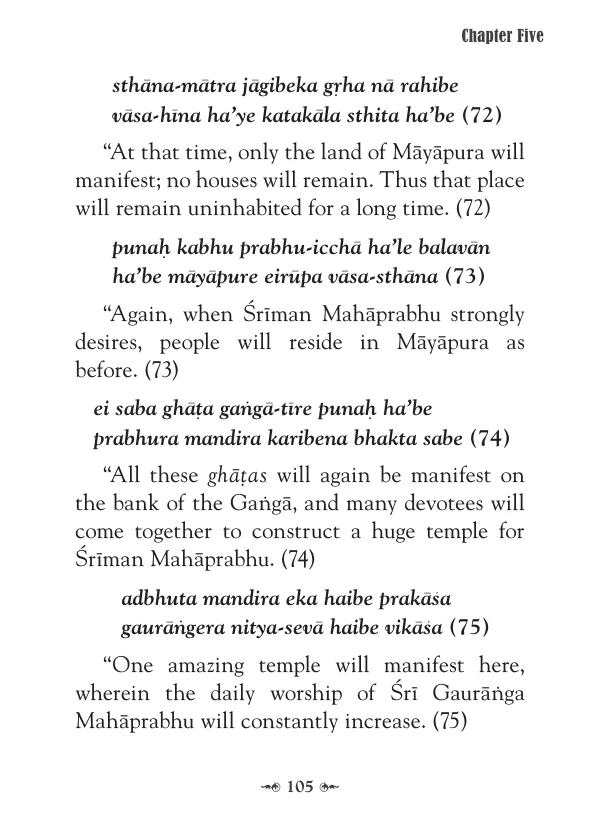 Chapter Five
sthāna-mātra jāgibeka gṛha nā rahibe
vāsa-hīna ha’ye katakāla sthita ha’be (72)
“At that time, only the land of Māyāpura will
manifest; no houses will remain. Thus that place
will remain uninhabited for a long time. (72)
punaḥ kabhu prabhu-icchā ha’le balavān
ha’be māyāpure eirūpa vāsa-sthāna (73)
“Again, when Śrīman Mahāprabhu strongly
desires, people will reside in Māyāpura as
before. (73)
ei saba ghāṭa gaṅgā-tīre punaḥ ha’be
prabhura mandira karibena bhakta sabe (74)
“All these ghāṭas will again be manifest on
the bank of the Gaṅgā, and many devotees will
come together to construct a huge temple for
Śrīman Mahāprabhu. (74)
adbhuta mandira eka haibe prakāśa
gaurāṅgera nitya-sevā haibe vikāśa (75)
“One amazing temple will manifest here,
wherein the daily worship of Śrī Gaurāṅga
Mahāprabhu will constantly increase. (75)
105